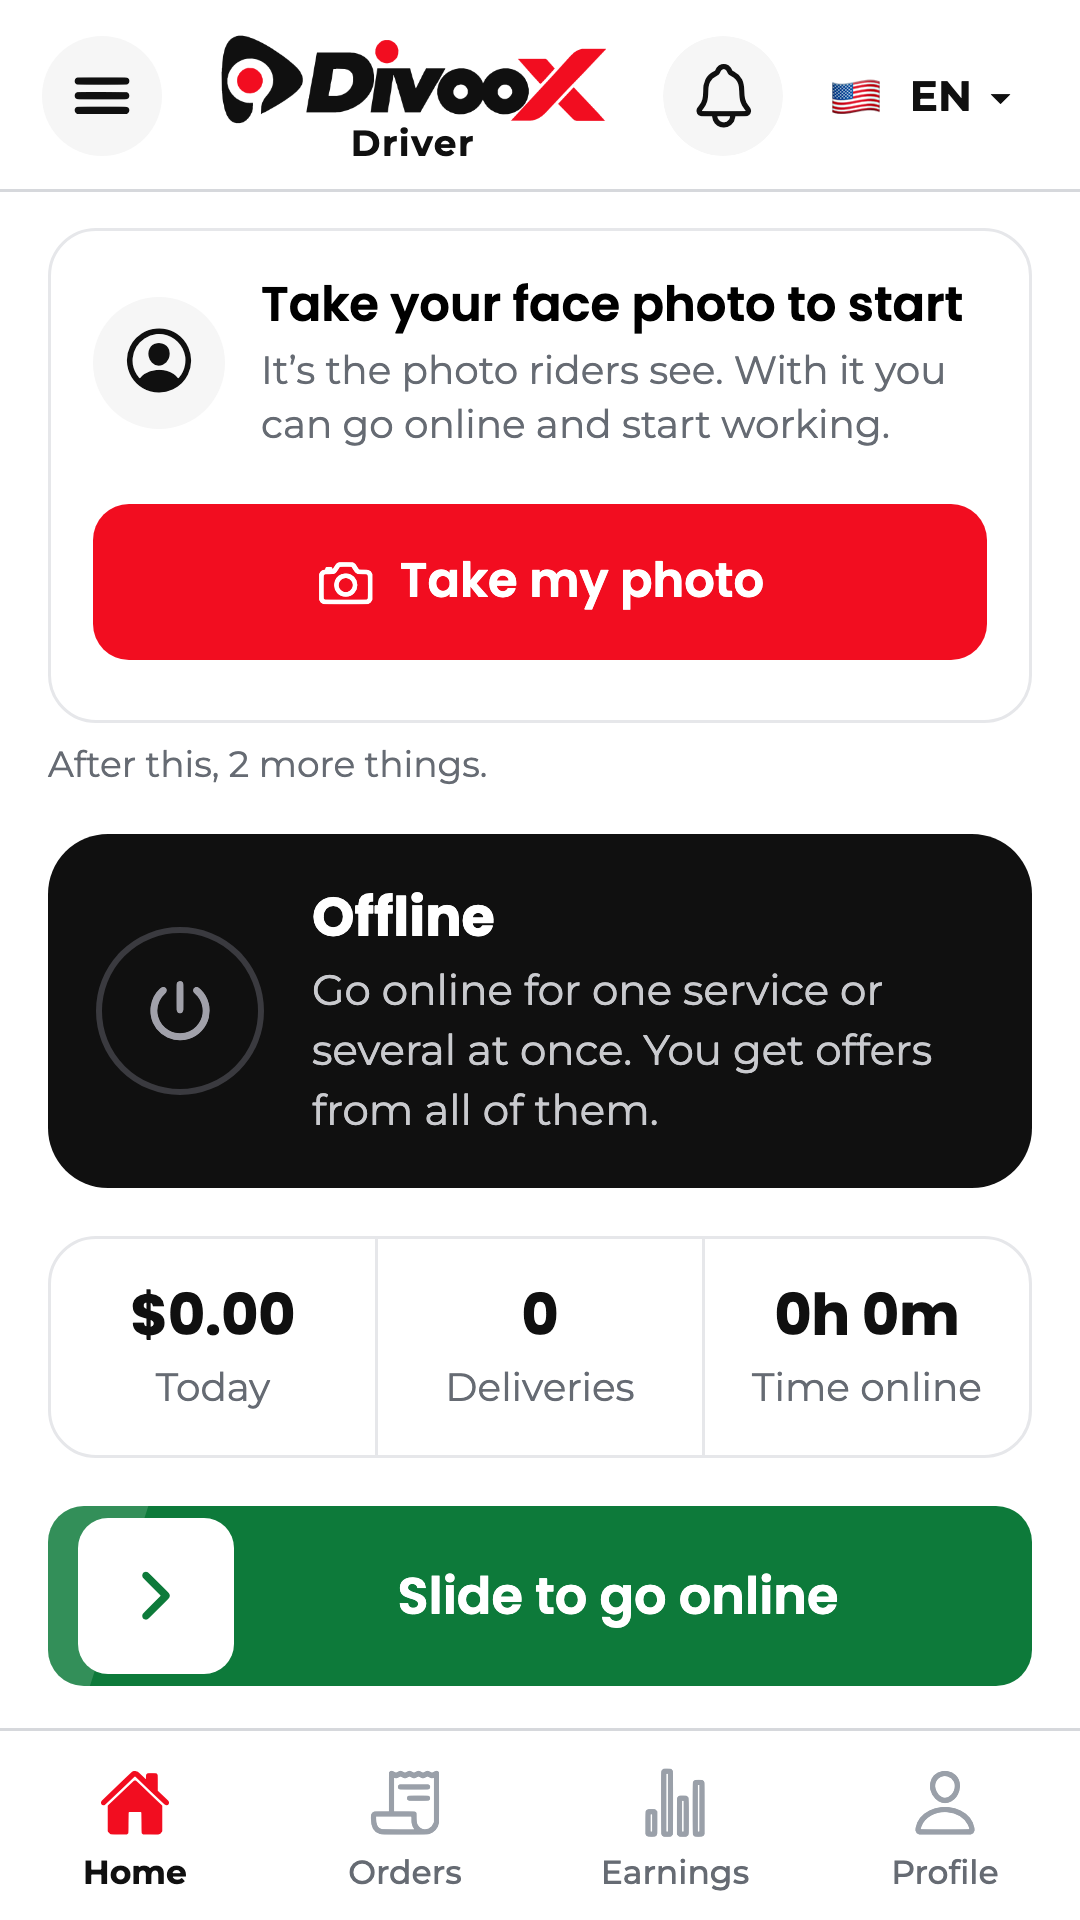 DivooX
Driver
EN
Take your face photo to start
It’s the photo riders see. With it you
can go online and start working.
Take my photo
After this, 2 more things.
Offline
Go online for one service or
several at once. You get offers
from all of them.
$0.00
Today
0
Deliveries
0h 0m
Time online
Slide to go online
Home
Orders
Earnings
Profile